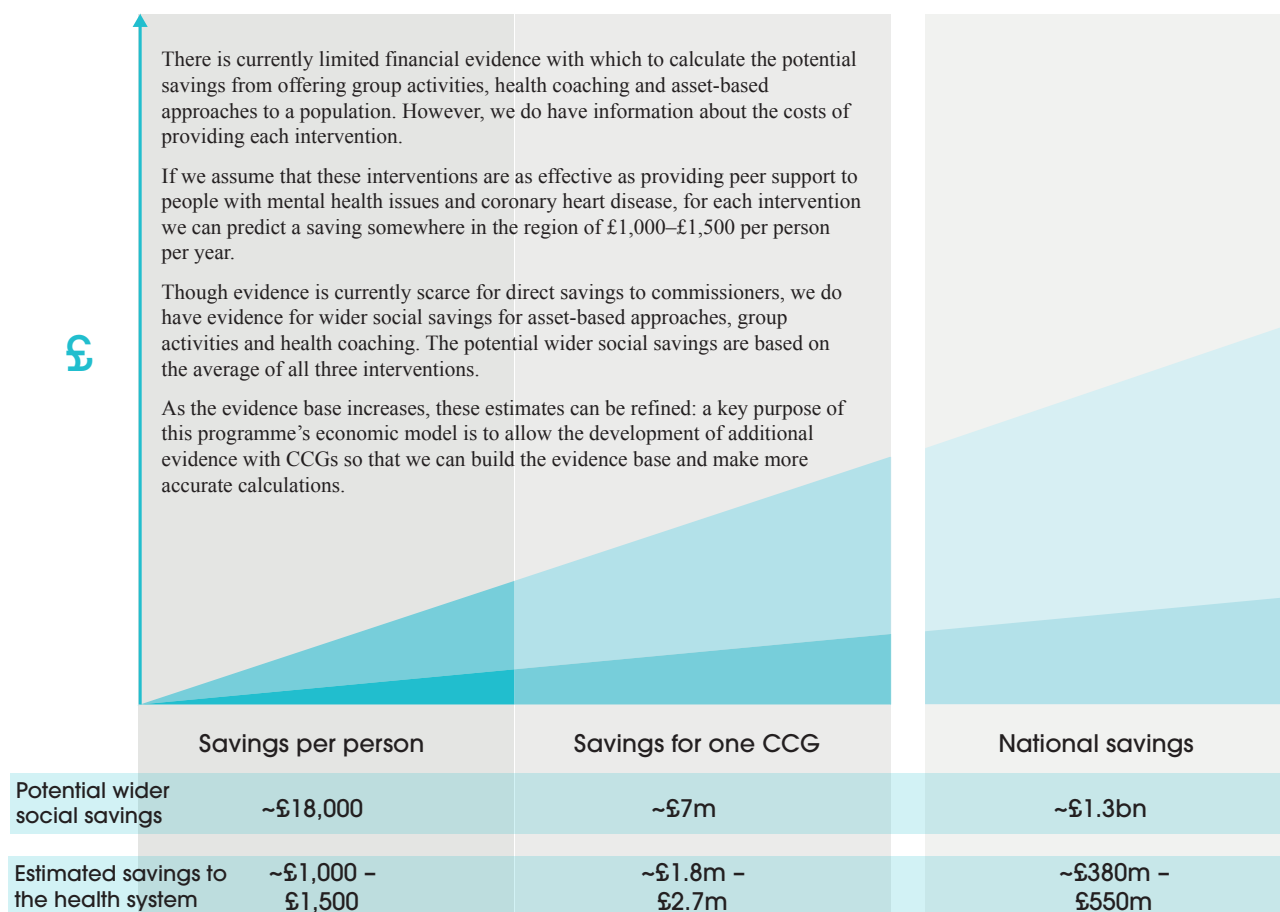 There is currently limited financial evidence with which to calculate the potential
savings from offering group activities, health coaching and asset-based
approaches to a population. However, we do have information about the costs of
providing each intervention.
If we assume that these interventions are as effective as providing peer support to
people with mental health issues and coronary heart disease, for each intervention
we can predict a saving somewhere in the region of £1,000–£1,500 per person
per year.
Though evidence is currently scarce for direct savings to commissioners, we do
have evidence for wider social savings for asset-based approaches, group
activities and health coaching. The potential wider social savings are based on
the average of all three interventions.
As the evidence base increases, these estimates can be refined: a key purpose of
this programme’s economic model is to allow the development of additional
evidence with CCGs so that we can build the evidence base and make more
accurate calculations.
£
Savings per person Savings for one CCG National savings
Potential wider
social savings
~£18,000 ~£7m ~£1.3bn
Estimated savings to
the health system
~£1,000 –
£1,500
~£1.8m –
£2.7m
~£380m –
£550m